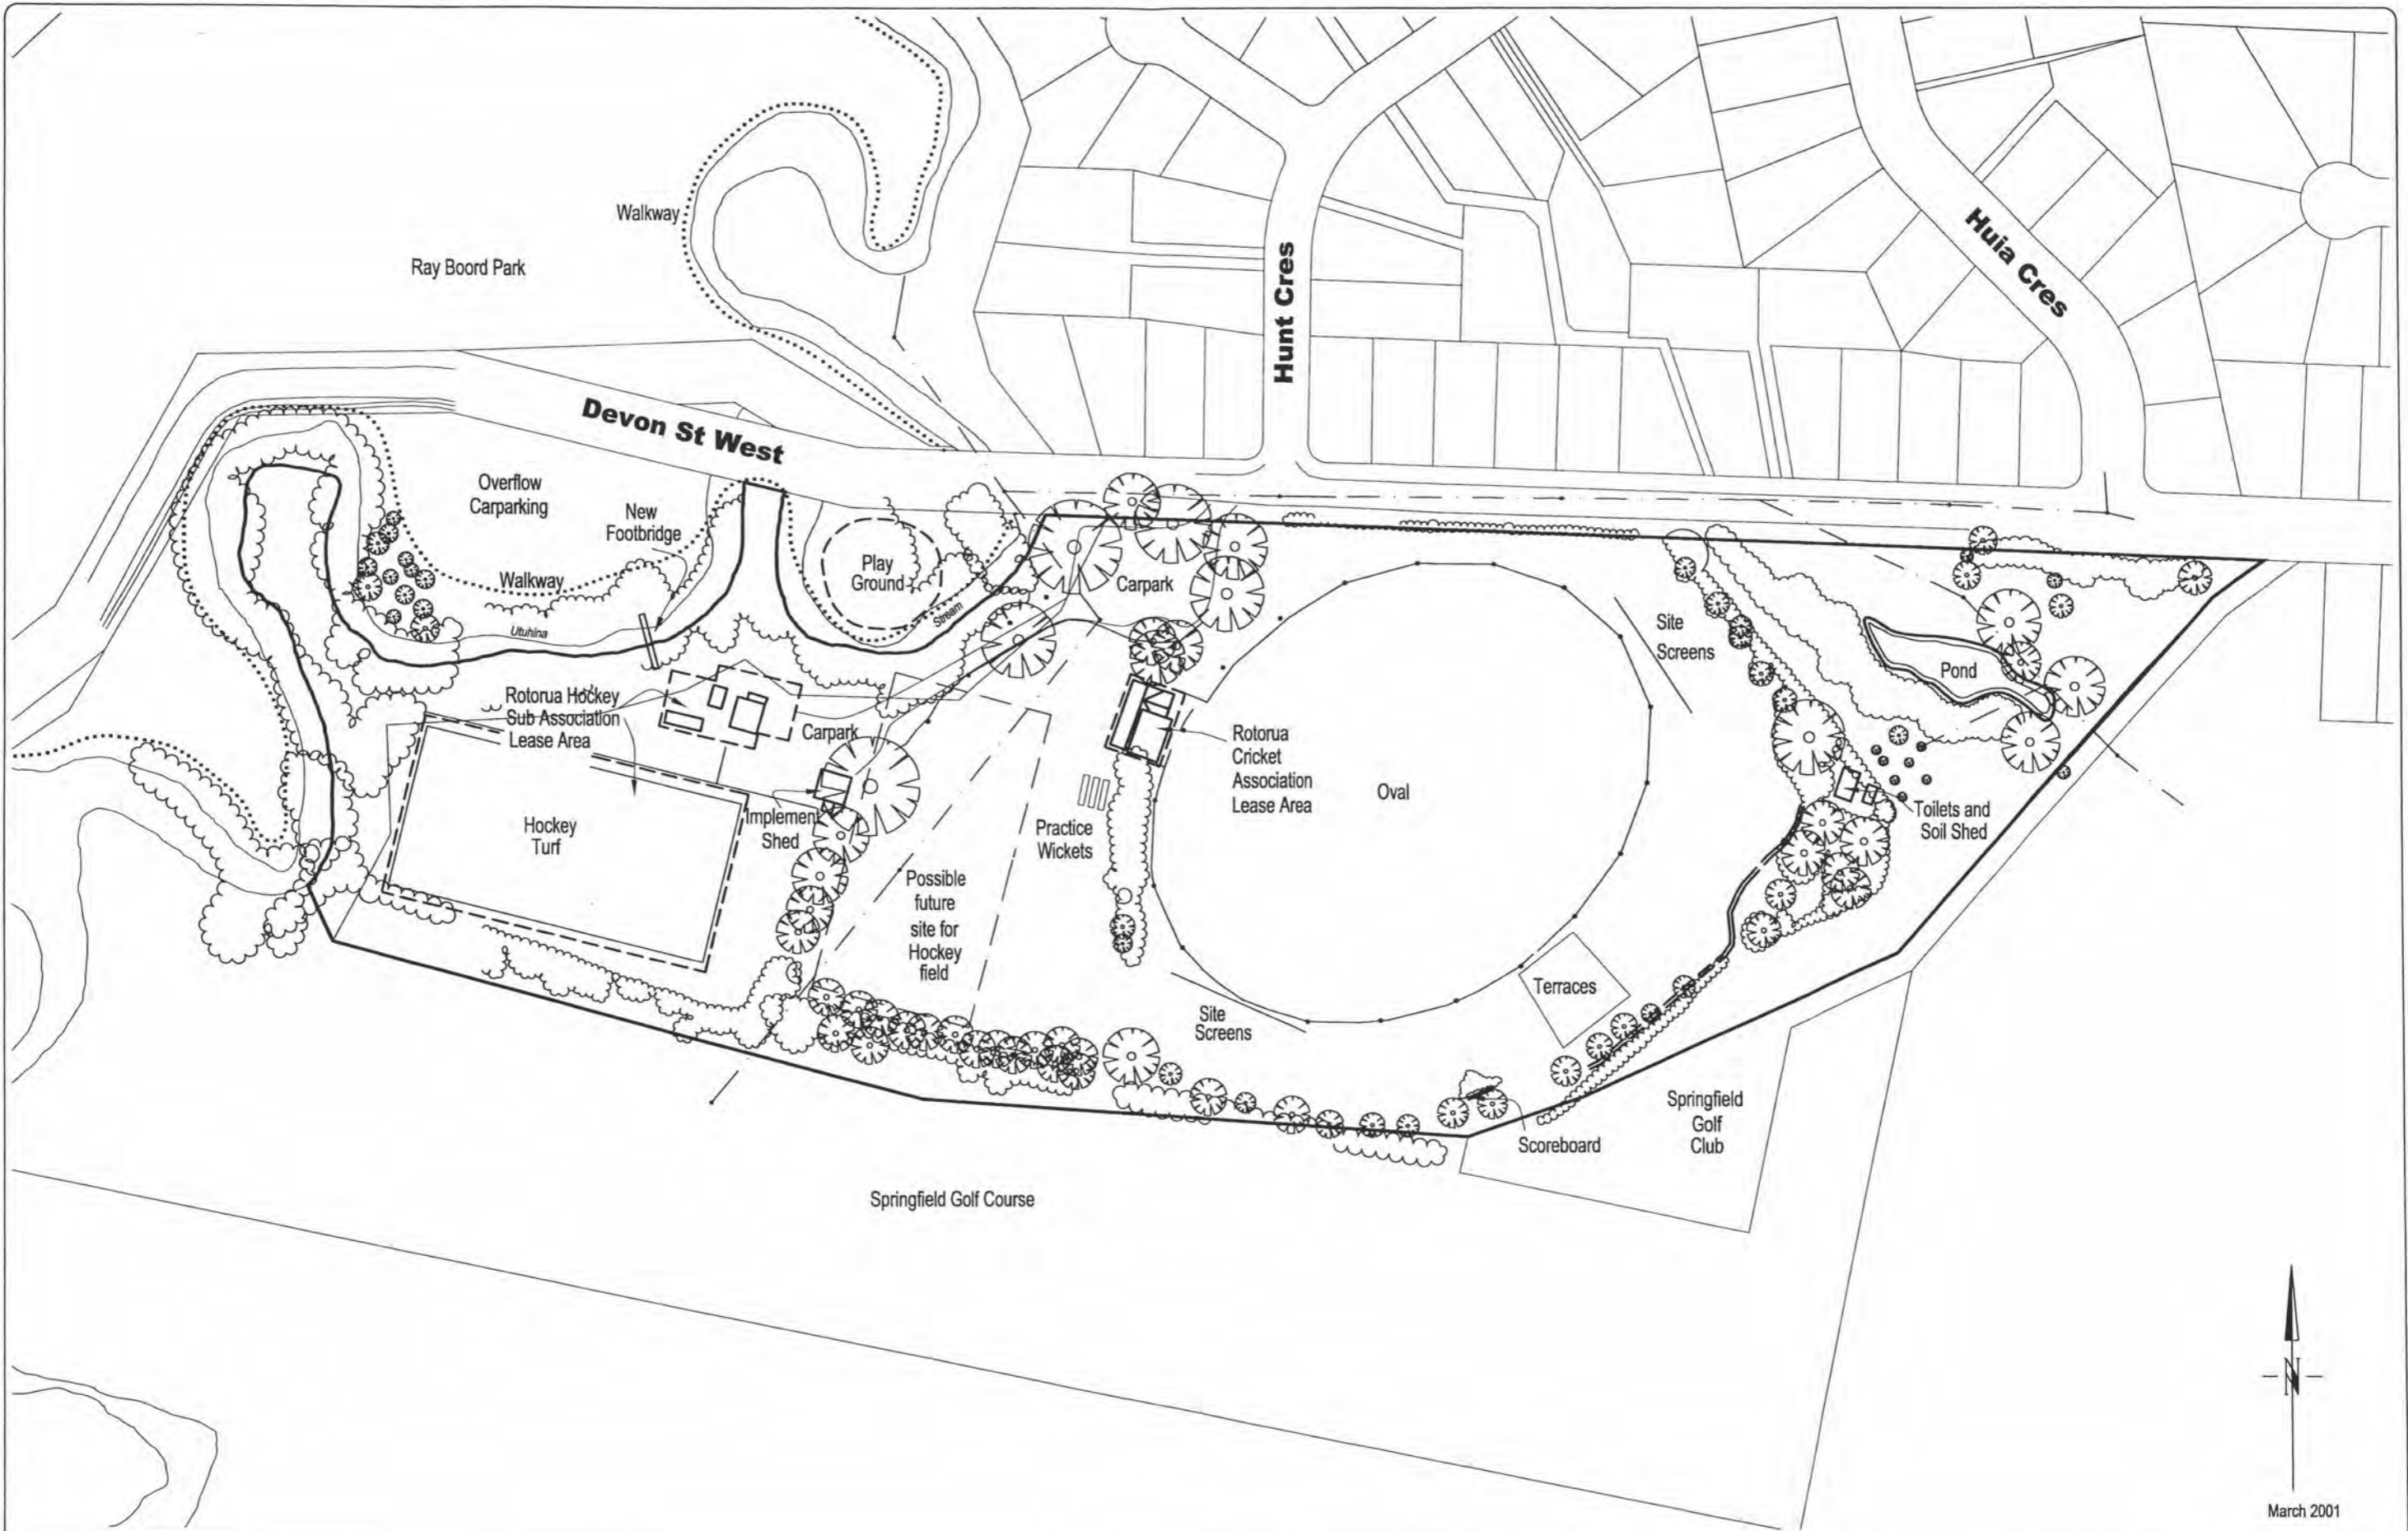 Walkway
Ray Boord Park
Hunt Cres
Huia Cres
Devon St West
Overflow
Carparking
New
Footbridge
Walkway
Play
Ground
Utuhina
Stream
Carpark
Site
Screens
Pond
Rotorua Hockey
Sub Association
Lease Area
Carpark
Rotorua
Cricket
Association
Lease Area
Oval
Toilets and
Soil Shed
Hockey
Turf
Implement
Shed
Practice
Wickets
Possible
future
site for
Hockey
field
Terraces
Site
Screens
Scoreboard
Springfield
Golf
Club
Springfield Golf Course
N
March 2001